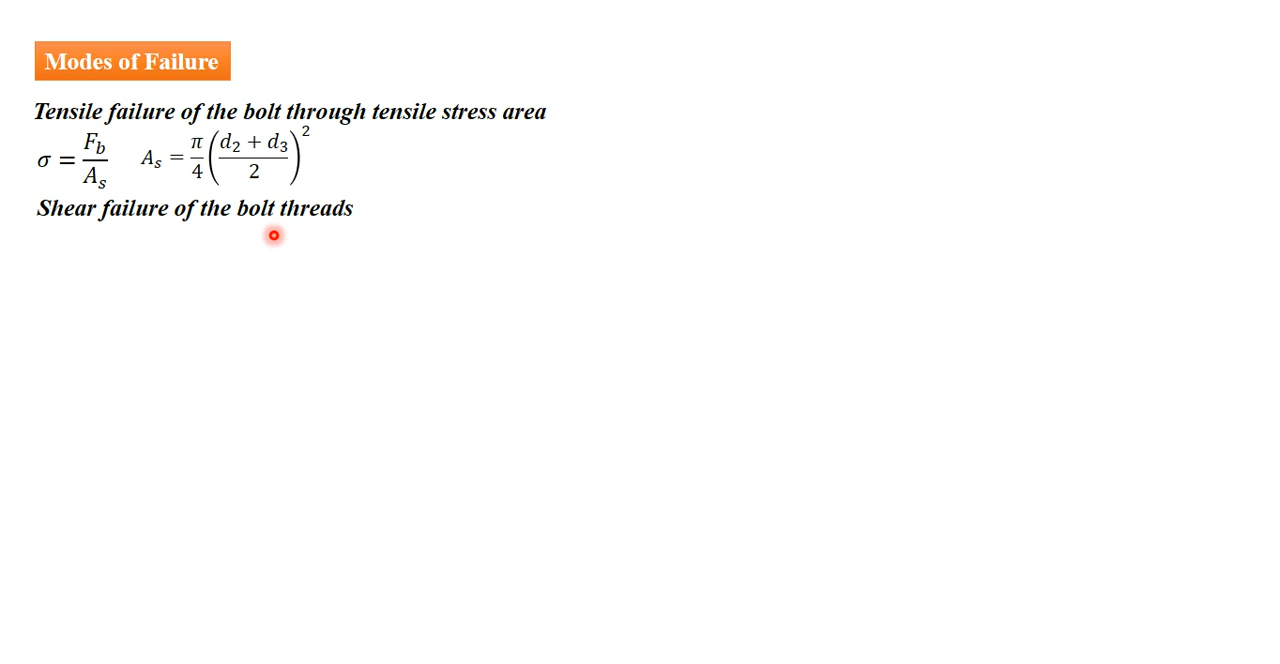 Modes of Failure
Tensile failure of the bolt through tensile stress area
σ = F_b / A_s    A_s = π/4 ((d_2 + d_3)/2)^2
Shear failure of the bolt threads